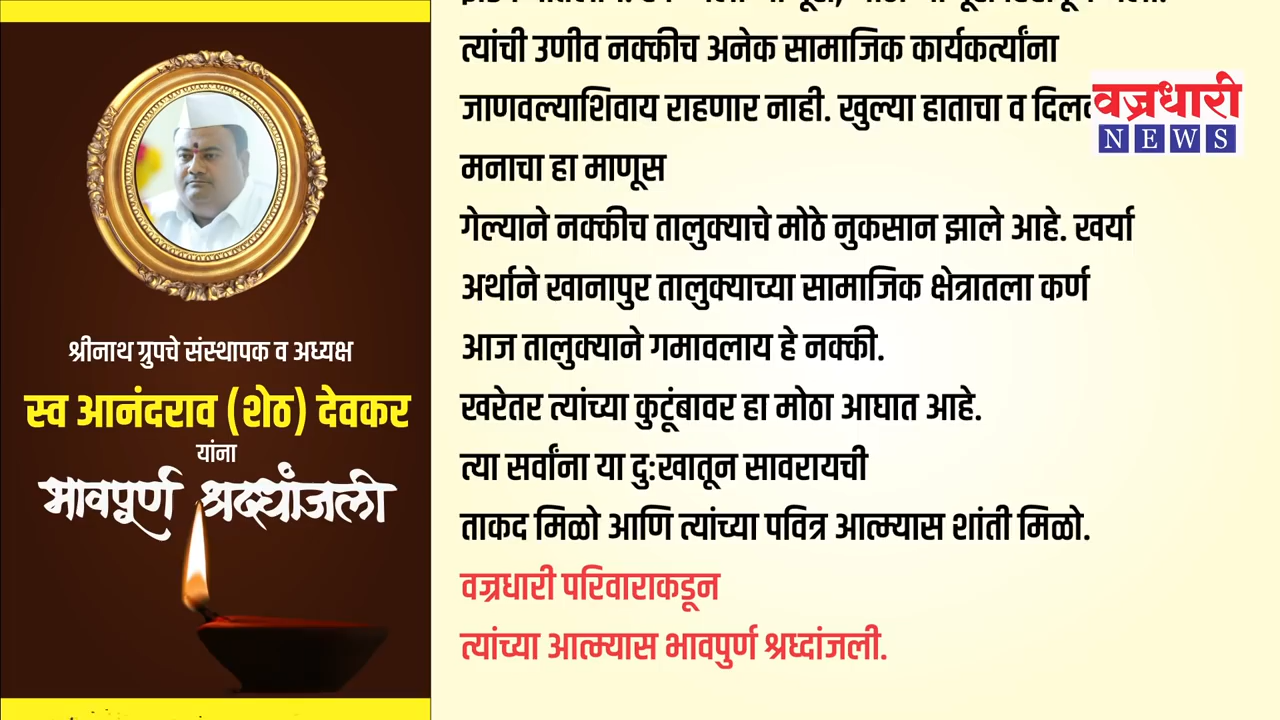 श्रीनाथ ग्रुपचे संस्थापक व अध्यक्ष
स्व आनंदराव (शेठ) देवकर
यांना
भावपूर्ण श्रध्दांजली
त्यांची उणीव नक्कीच अनेक सामाजिक कार्यकर्त्यांना
जाणवल्याशिवाय राहणार नाही. खुल्या हाताचा व
मनाचा हा माणूस
गेल्याने नक्कीच तालुक्याचे मोठे नुकसान झाले आहे. खर्या
अर्थाने खानापुर तालुक्याच्या सामाजिक क्षेत्रातला कर्ण
आज तालुक्याने गमावलाय हे नक्की.
खरेतर त्यांच्या कुटूंबावर हा मोठा आघात आहे.
त्या सर्वांना या दु:खातून सावरायची
ताकद मिळो आणि त्यांच्या पवित्र आत्म्यास शांती मिळो.
वज्रधारी परिवाराकडून
त्यांच्या आत्म्यास भावपुर्ण श्रध्दांजली.
वज्रधारी
NEWS